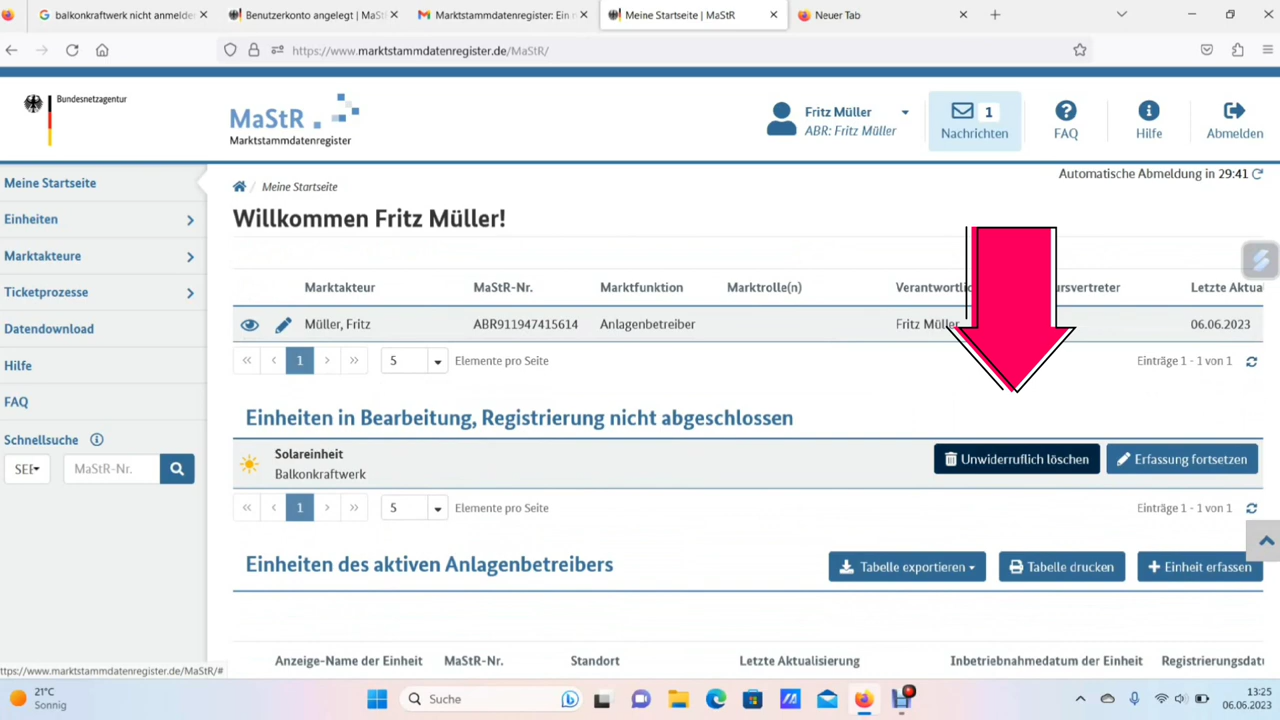 balkonkraftwerk nicht anmelde
Benutzerkonto angelegt | MaSt
Marktstammdatenregister: Ein n
Meine Startseite | MaStR
Neuer Tab
https://www.marktstammdatenregister.de/MaStR/
Bundesnetzagentur
MaStR
Marktstammdatenregister
Fritz Müller
ABR: Fritz Müller
1
Nachrichten
FAQ
Hilfe
Abmelden
Automatische Abmeldung in 29:41
Meine Startseite
Einheiten
Marktakteure
Ticketprozesse
Datendownload
Hilfe
FAQ
Schnellsuche
SEE
MaStR-Nr.
/ Meine Startseite
Willkommen Fritz Müller!
Marktakteur MaStR-Nr. Marktfunktion Marktrolle(n) Verantwortlic ursvertreter Letzte Aktua
Müller, Fritz ABR911947415614 Anlagenbetreiber Fritz Müller 06.06.2023
« ‹ 1 › » 5 Elemente pro Seite Einträge 1 - 1 von 1
Einheiten in Bearbeitung, Registrierung nicht abgeschlossen
Solareinheit
Balkonkraftwerk
Unwiderruflich löschen
Erfassung fortsetzen
« ‹ 1 › » 5 Elemente pro Seite Einträge 1 - 1 von 1
Einheiten des aktiven Anlagenbetreibers
Tabelle exportieren
Tabelle drucken
+ Einheit erfassen
Anzeige-Name der Einheit MaStR-Nr. Standort Letzte Aktualisierung Inbetriebnahmedatum der Einheit Registrierungsdatu
ttps://www.marktstammdatenregister.de/MaStR/#
21°C
Sonnig
Suche
13:25
06.06.2023